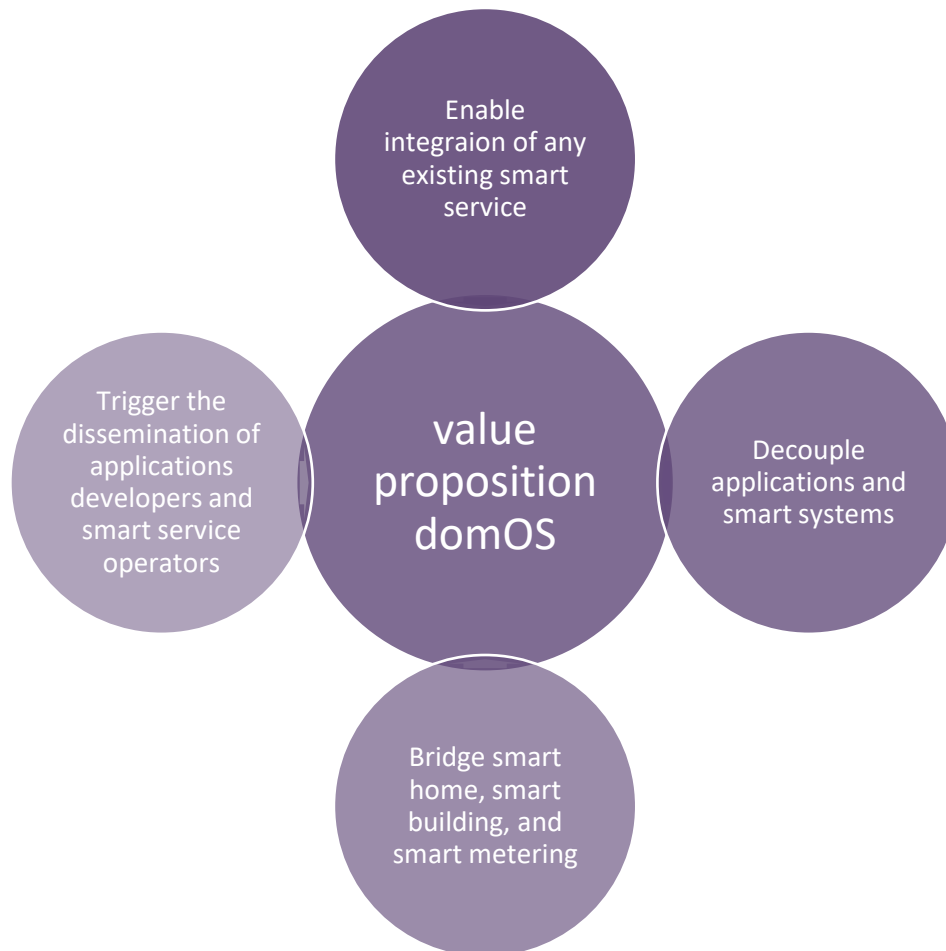 Enable
integraion of any
existing smart
service
Trigger the
dissemination of
applications
developers and
smart service
operators
value
proposition
domOS
Decouple
applications and
smart systems
Bridge smart
home, smart
building, and
smart metering